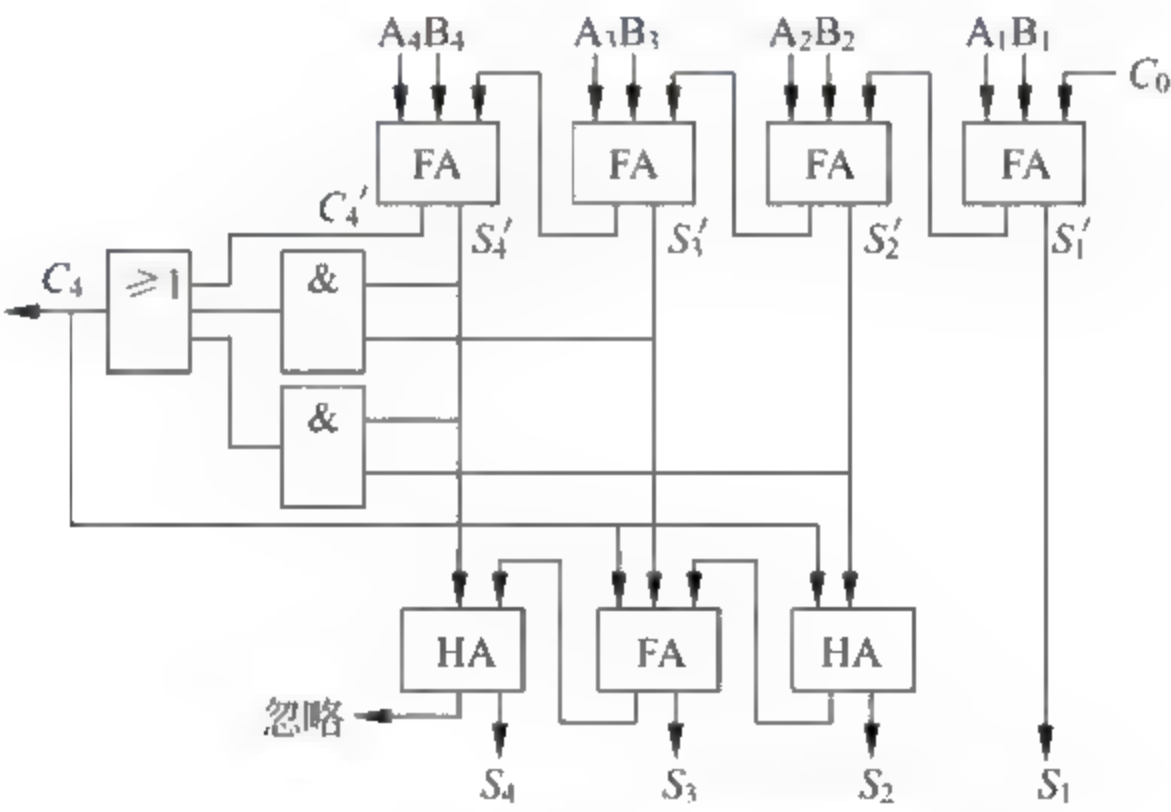 A₄B₄ A₃B₃ A₂B₂ A₁B₁
C₀
FA FA FA FA
C₄′ S₄′ S₃′ S₂′ S₁′
C₄ ≥1 &
&
HA FA HA
忽略
S₄ S₃ S₂ S₁